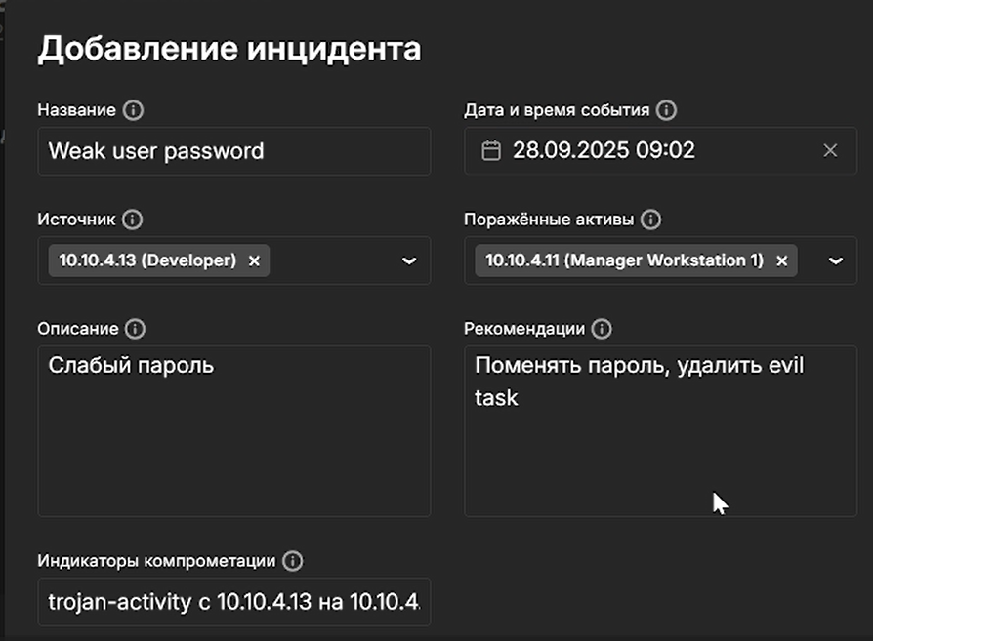 Добавление инцидента
Название
Дата и время события
Weak user password
28.09.2025 09:02
Источник
Поражённые активы
10.10.4.13 (Developer)
10.10.4.11 (Manager Workstation 1)
Описание
Рекомендации
Слабый пароль
Поменять пароль, удалить evil
task
Индикаторы компрометации
trojan-activity с 10.10.4.13 на 10.10.4.